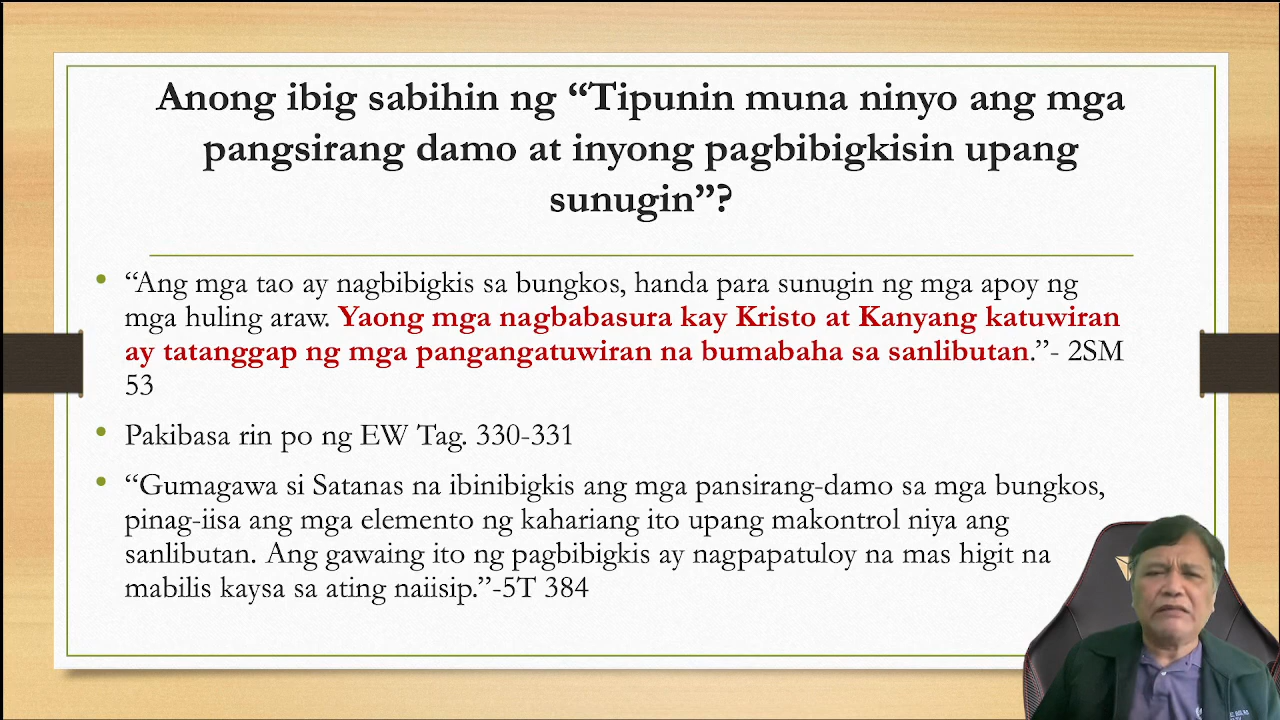 Anong ibig sabihin ng “Tipunin muna ninyo ang mga
pangsirang damo at inyong pagbibigkisin upang
sunugin”?
“Ang mga tao ay nagbibigkis sa bungkos, handa para sunugin ng mga apoy ng
mga huling araw. Yaong mga nagbabasura kay Kristo at Kanyang katuwiran
ay tatanggap ng mga pangangatuwiran na bumabaha sa sanlibutan.”- 2SM
53
Pakibasa rin po ng EW Tag. 330-331
“Gumagawa si Satanas na ibinibigkis ang mga pansirang-damo sa mga bungkos,
pinag-iisa ang mga elemento ng kahariang ito upang makontrol niya ang
sanlibutan. Ang gawaing ito ng pagbibigkis ay nagpapatuloy na mas higit na
mabilis kaysa sa ating naiisip.”-5T 384